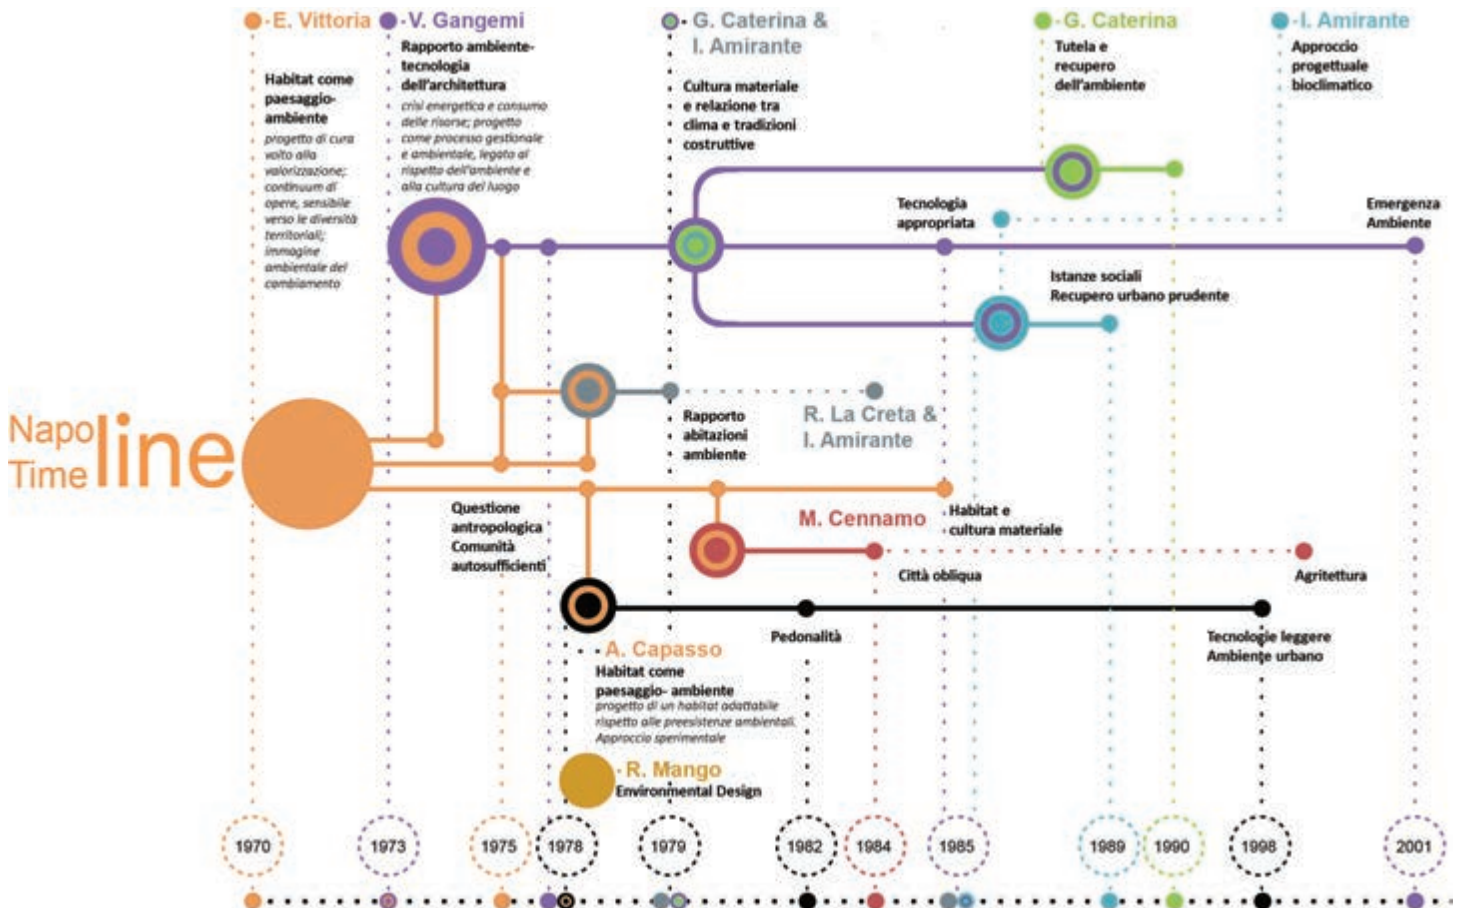 E. Vittoria
Habitat come
paesaggio-
ambiente
progetto di cura
volto alla
valorizzazione;
continuum di
opere, sensibile
verso le diversità
territoriali;
immagine
ambientale del
cambiamento
V. Gangemi
Rapporto ambiente-
tecnologia
dell'architettura
crisi energetica e consumo
delle risorse; progetto
come processo gestionale
e ambientale, legato al
rispetto dell'ambiente e
alla cultura del luogo
G. Caterina &
I. Amirante
Cultura materiale
e relazione tra
clima e tradizioni
costruttive
G. Caterina
Tutela e
recupero
dell'ambiente
I. Amirante
Approccio
progettuale
bioclimatico
Tecnologia
appropriata
Emergenza
Ambiente
Istanze sociali
Recupero urbano prudente
Napo
Time
line
Rapporto
abitazioni
ambiente
R. La Creta &
I. Amirante
Questione
antropologica
Comunità
autosufficienti
M. Cennamo
Habitat e
cultura materiale
Città obliqua
Agritettura
Pedonalità
Tecnologie leggere
Ambiente urbano
A. Capasso
Habitat come
paesaggio- ambiente
progetto di un habitat adattabile
rispetto alle preesistenze ambientali.
Approccio sperimentale
R. Mango
Environmental Design
1970
1973
1975
1978
1979
1982
1984
1985
1989
1990
1998
2001